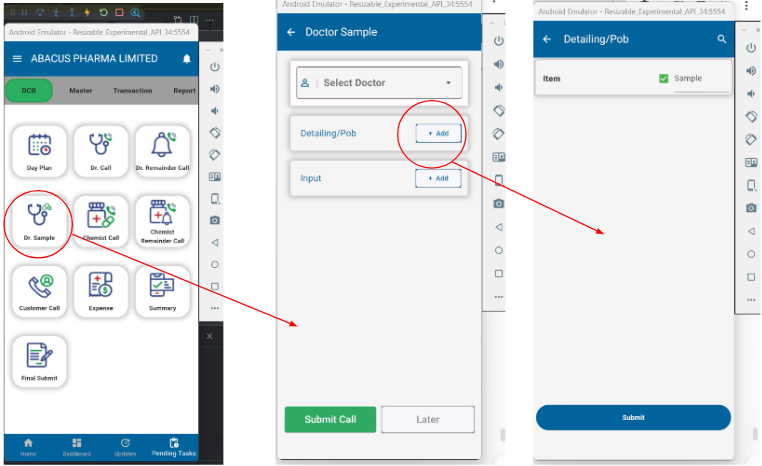 Android Emulator - Resizable_Experimental_API_34:5554
ABACUS PHARMA LIMITED
DCR Master Transaction Report
Day Plan Dr. Call Dr. Remainder Call
Dr. Sample Chemist Call Chemist
Remainder Call
Customer Call Expense Summary
Final Submit
Home Dashboard Updates Pending Tasks
Android Emulator - Resizable_Experimental_API_34:5554
Doctor Sample
Select Doctor
Detailing/Pob + Add
Input + Add
Submit Call Later
Android Emulator - Resizable_Experimental_API_34:5554
Detailing/Pob
Item Sample
Submit